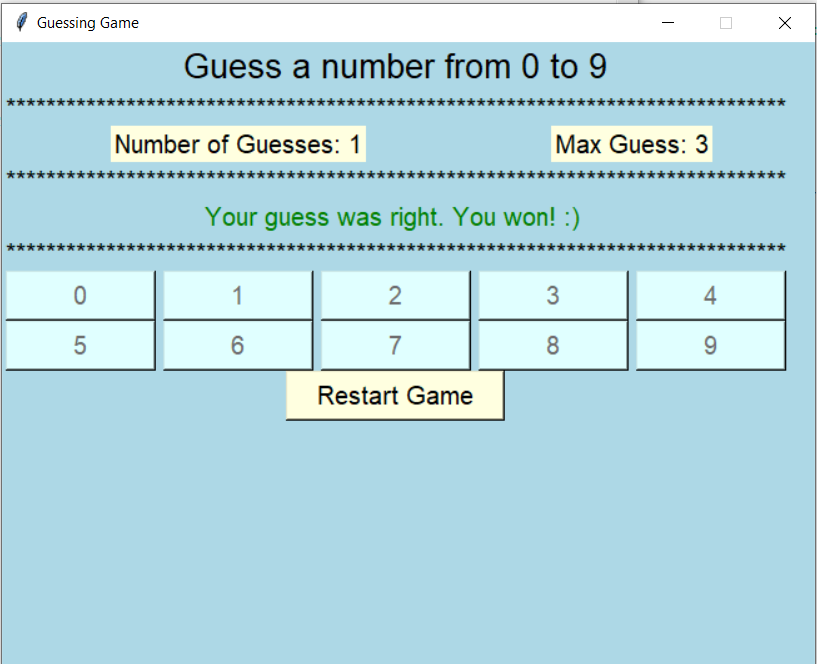 Guessing Game
Guess a number from 0 to 9
******************************************************************************
Number of Guesses: 1 Max Guess: 3
******************************************************************************
Your guess was right. You won! :)
******************************************************************************
0 1 2 3 4
5 6 7 8 9
Restart Game